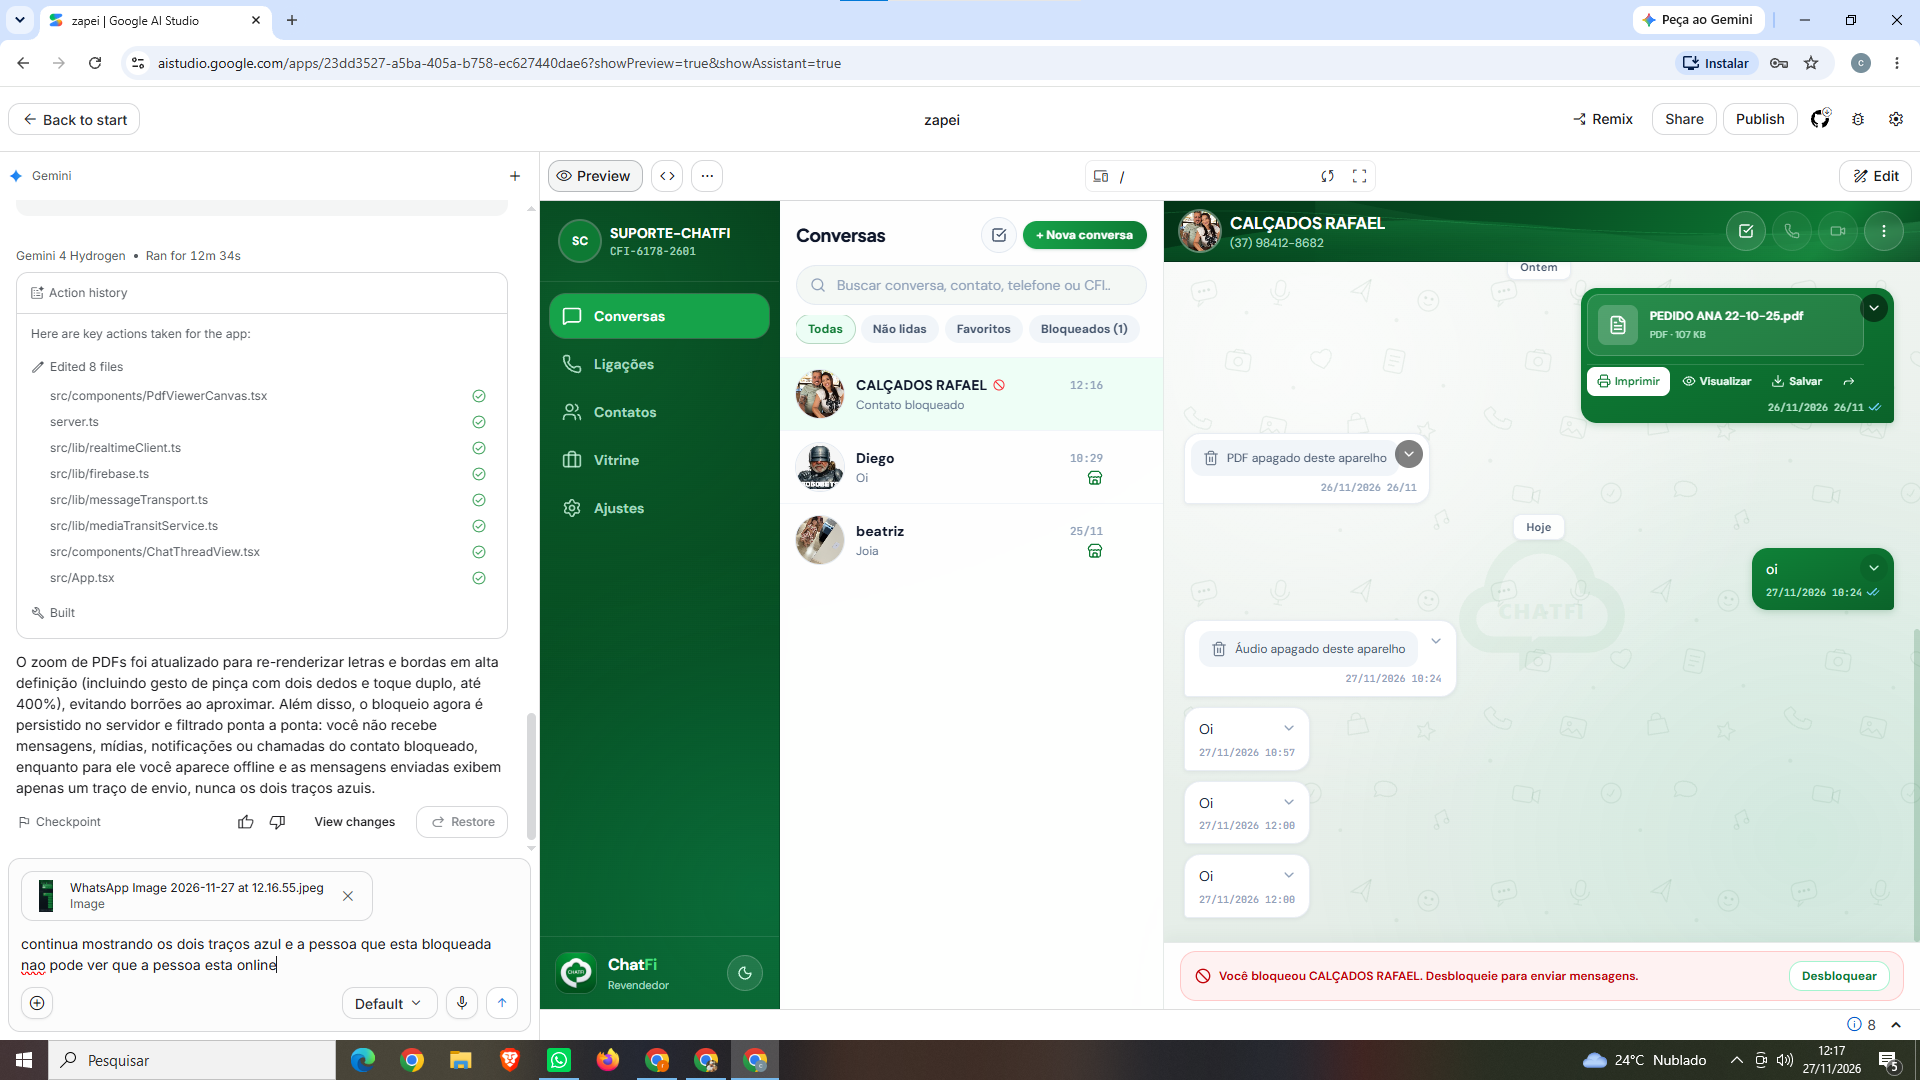 zapei | Google AI Studio
Peça ao Gemini
aistudio.google.com/apps/23dd3527-a5ba-405a-b758-ec627440dae6?showPreview=true&showAssistant=true
Instalar
C
Back to start
zapei
Remix
Share
Publish
Gemini
Preview
/
Edit
Gemini 4 Hydrogen • Ran for 12m 34s
Action history
Here are key actions taken for the app:
Edited 8 files
src/components/PdfViewerCanvas.tsx
server.ts
src/lib/realtimeClient.ts
src/lib/firebase.ts
src/lib/messageTransport.ts
src/lib/mediaTransitService.ts
src/components/ChatThreadView.tsx
src/App.tsx
Built
O zoom de PDFs foi atualizado para re-renderizar letras e bordas em alta
definição (incluindo gesto de pinça com dois dedos e toque duplo, até
400%), evitando borrões ao aproximar. Além disso, o bloqueio agora é
persistido no servidor e filtrado ponta a ponta: você não recebe
mensagens, mídias, notificações ou chamadas do contato bloqueado,
enquanto para ele você aparece offline e as mensagens enviadas exibem
apenas um traço de envio, nunca os dois traços azuis.
Checkpoint
View changes
Restore
WhatsApp Image 2026-11-27 at 12.16.55.jpeg
Image
continua mostrando os dois traços azul e a pessoa que esta bloqueada
nao pode ver que a pessoa esta online
Default
SC
SUPORTE-CHATFI
CFI-6178-2601
Conversas
Ligações
Contatos
Vitrine
Ajustes
CHATFI
ChatFi
Revendedor
Conversas
+ Nova conversa
Buscar conversa, contato, telefone ou CFI..
Todas
Não lidas
Favoritos
Bloqueados (1)
CALÇADOS RAFAEL
12:16
Contato bloqueado
Diego
10:29
Oi
beatriz
25/11
Joia
CALÇADOS RAFAEL
(37) 98412-8682
Ontem
PEDIDO ANA 22-10-25.pdf
PDF · 107 KB
Imprimir
Visualizar
Salvar
26/11/2026 26/11
PDF apagado deste aparelho
26/11/2026 26/11
Hoje
oi
27/11/2026 10:24
CHATFI
Áudio apagado deste aparelho
27/11/2026 10:24
Oi
27/11/2026 10:57
Oi
27/11/2026 12:00
Oi
27/11/2026 12:00
Você bloqueou CALÇADOS RAFAEL. Desbloqueie para enviar mensagens.
Desbloquear
8
Pesquisar
24°C Nublado
12:17
27/11/2026
5